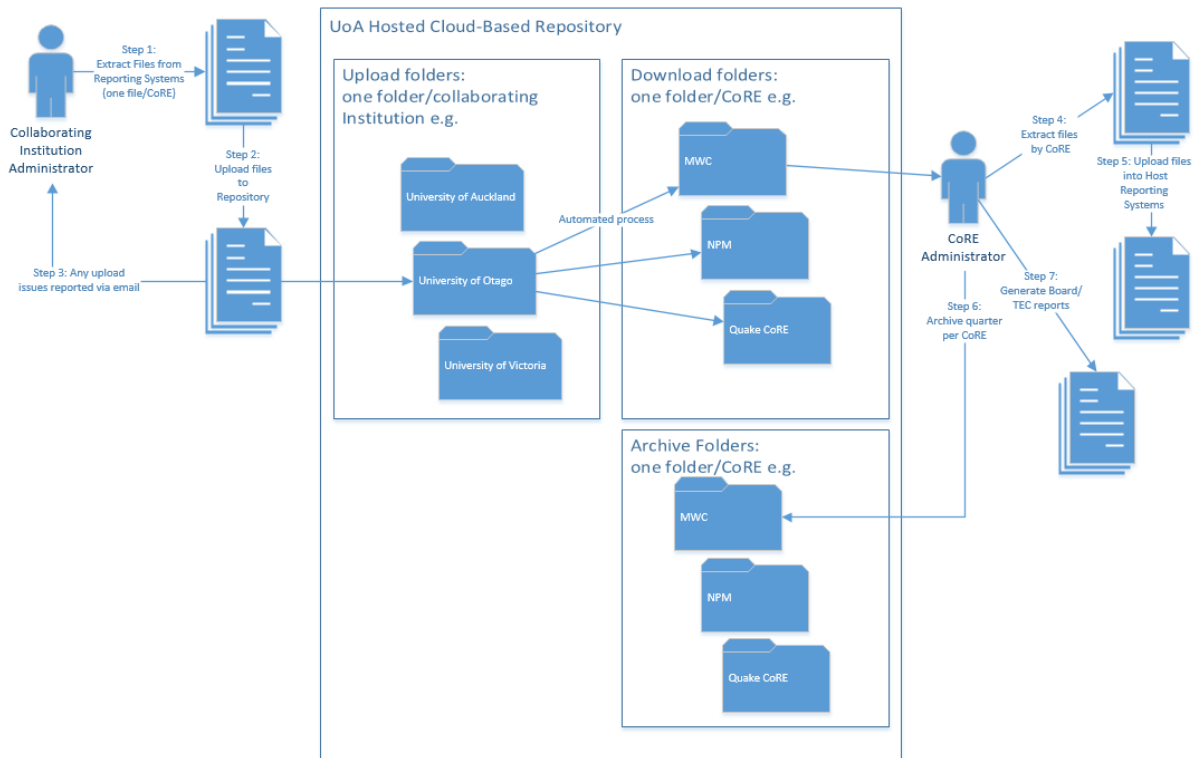 UoA Hosted Cloud-Based Repository
Step 1:
Extract Files from
Reporting Systems
(one file/CoRE)
Collaborating
Institution
Administrator
Step 2:
Upload files
to
Repository
Step 3: Any upload
issues reported via email
Upload folders:
one folder/collaborating
Institution e.g.
University of Auckland
University of Otago
University of Victoria
Automated process
Download folders:
one folder/CoRE e.g.
MWC
NPM
Quake CoRE
Archive Folders:
one folder/CoRE e.g.
MWC
NPM
Quake CoRE
CoRE
Administrator
Step 4:
Extract files
by CoRE
Step 5: Upload files
into Host
Reporting
Systems
Step 6:
Archive quarter
per CoRE
Step 7:
Generate Board/
TEC reports